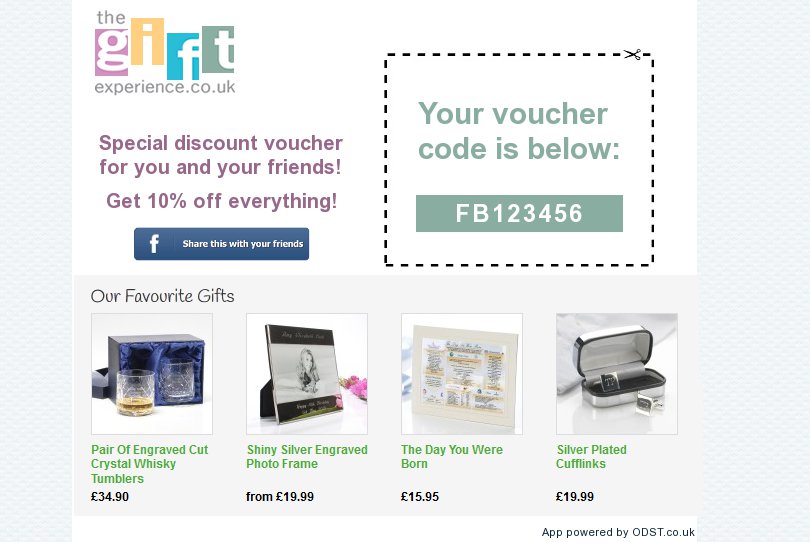 the
gift
experience.co.uk
Special discount voucher
for you and your friends!
Get 10% off everything!
f Share this with your friends
Your voucher
code is below:
FB123456
Our Favourite Gifts
Pair Of Engraved Cut
Crystal Whisky
Tumblers
£34.90
Shiny Silver Engraved
Photo Frame
from £19.99
The Day You Were
Born
£15.95
Silver Plated
Cufflinks
£19.99
App powered by ODST.co.uk